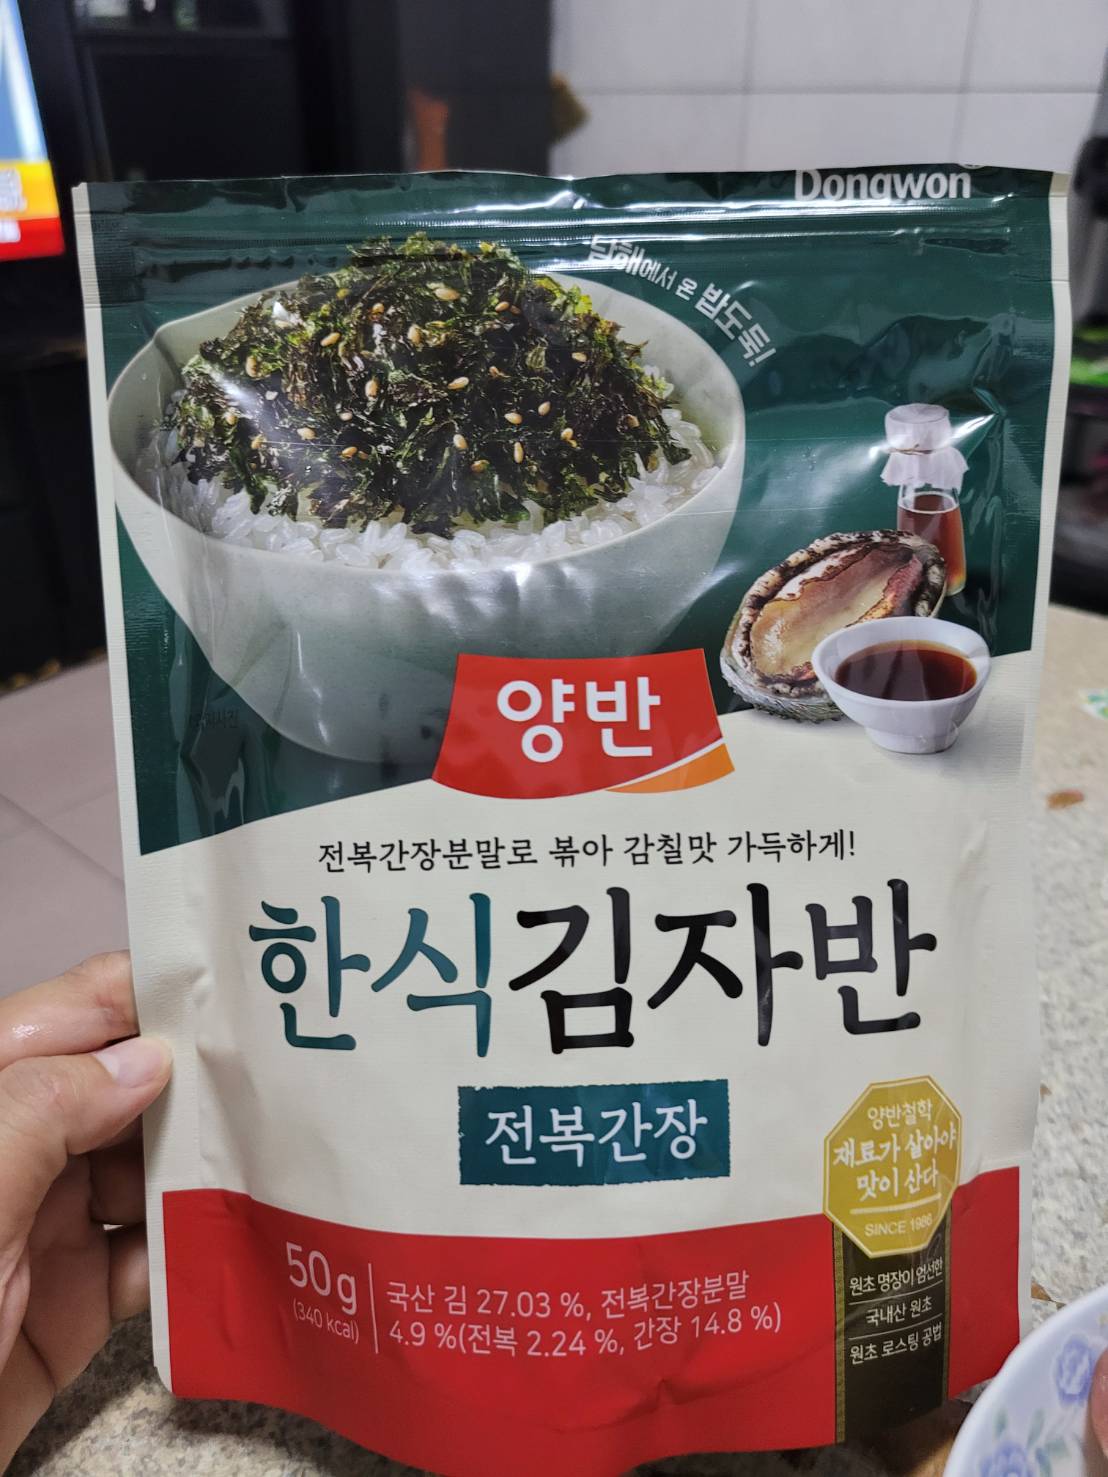 Dongwon
남해에서 온 밥도둑!
양반
전복간장분말로 볶아 감칠맛 가득하게!
한식김자반
전복간장
양반철학
재료가 살아야
맛이 산다
SINCE 1986
원초 명장이 엄선한
국내산 원초
원초 로스팅 공법
50g
(340 kcal)
국산 김 27.03 %, 전복간장분말
4.9 %(전복 2.24 %, 간장 14.8 %)